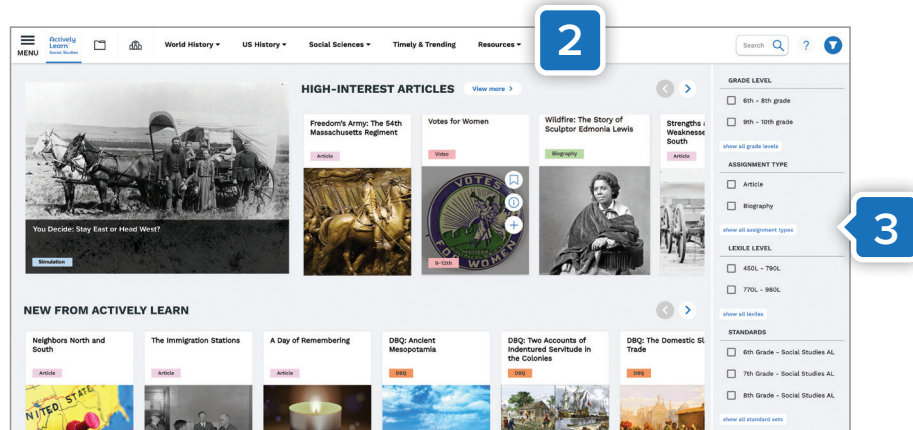 MENU
Actively
Learn
Social Studies
World History
US History
Social Sciences
Timely & Trending
Resources
2
Search
?
HIGH-INTEREST ARTICLES
View more >
You Decide: Stay East or Head West?
Simulation
Freedom's Army: The 54th
Massachusetts Regiment
Article
Votes for Women
Video
VOTES
FOR WOMEN
9-12th
Wildfire: The Story of
Sculptor Edmonia Lewis
Biography
Strengths
Weaknesse
South
Article
NEW FROM ACTIVELY LEARN
Neighbors North and
South
Article
UNITED STATE
The Immigration Stations
Article
A Day of Remembering
Article
DBQ: Ancient
Mesopotamia
DBQ
DBQ: Two Accounts of
Indentured Servitude in
the Colonies
DBQ
DBQ: The Domestic Sl
Trade
DBQ
GRADE LEVEL
6th - 8th grade
9th - 10th grade
show all grade levels
ASSIGNMENT TYPE
Article
Biography
show all assignment types
3
LEXILE LEVEL
450L - 790L
770L - 980L
show all lexiles
STANDARDS
6th Grade - Social Studies AL
7th Grade - Social Studies AL
8th Grade - Social Studies AL
show all standard sets